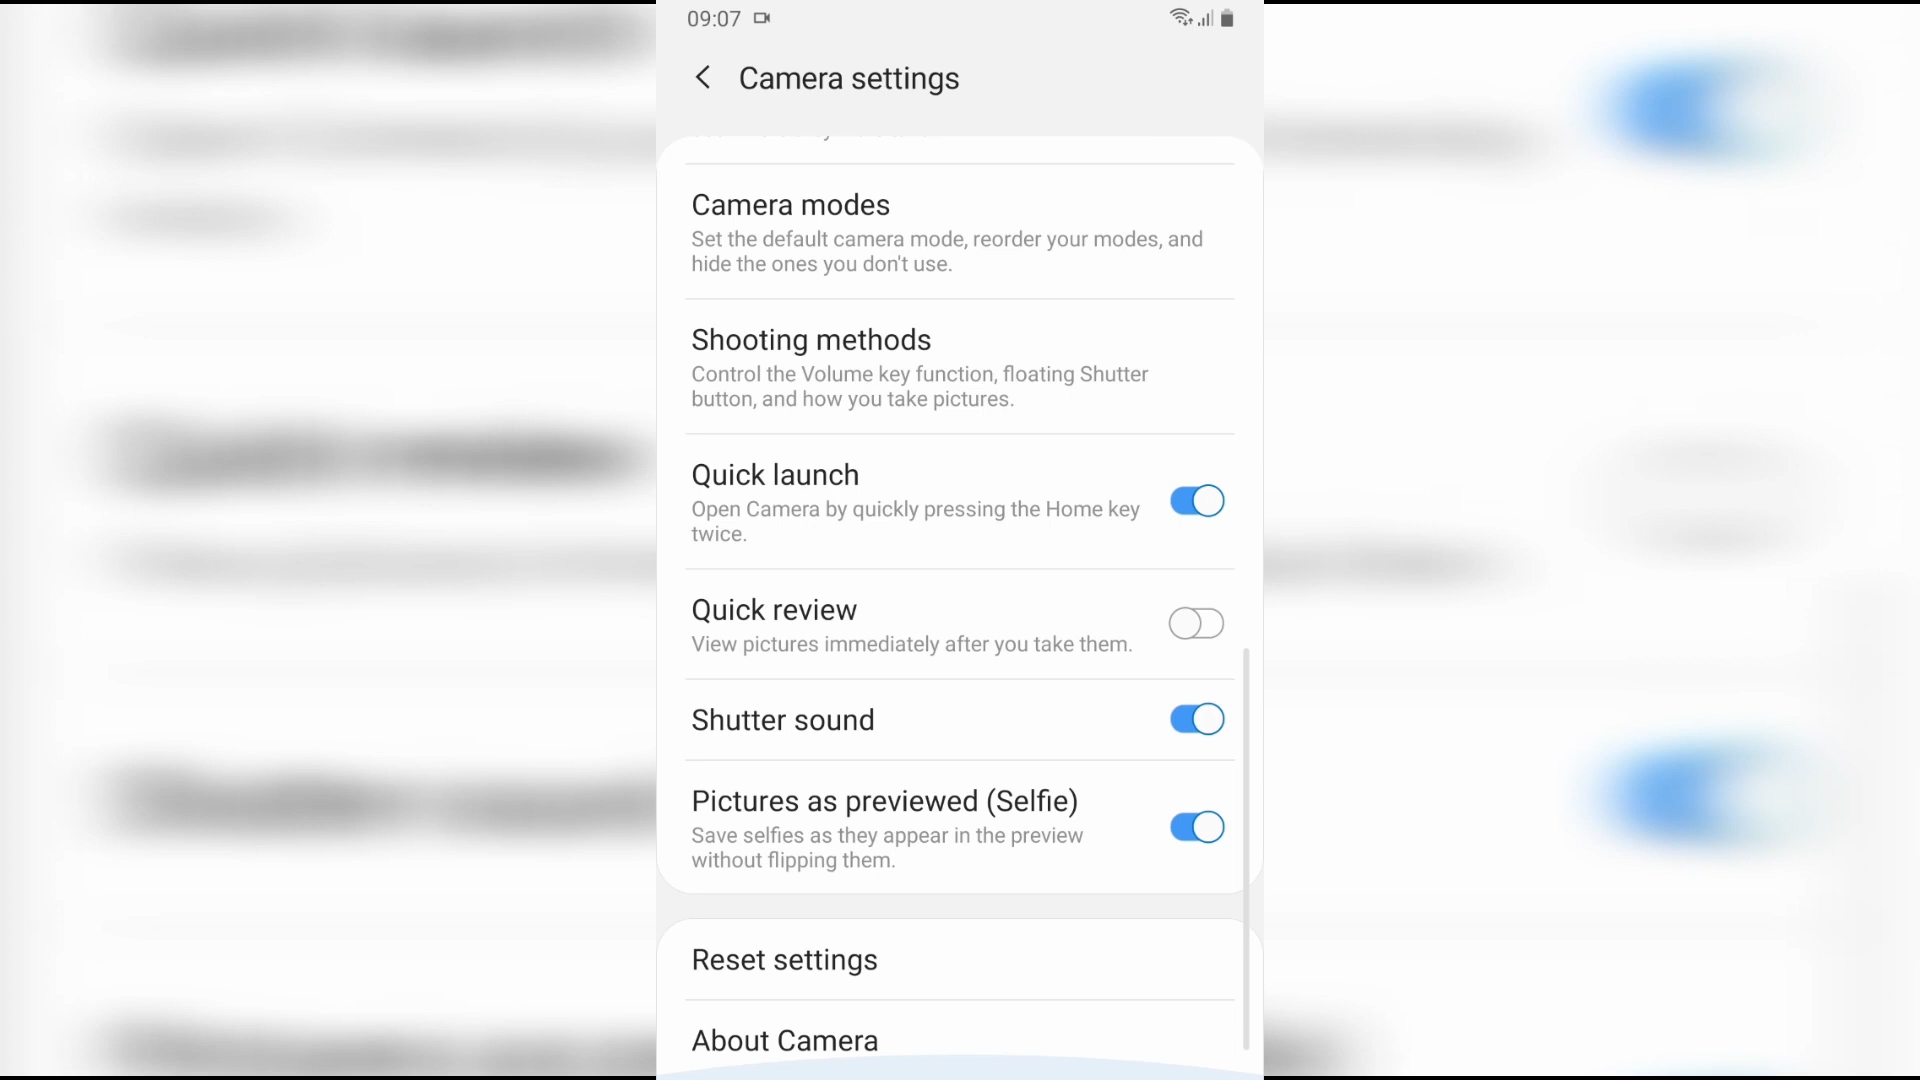 09:07
Camera settings
Camera modes
Set the default camera mode, reorder your modes, and
hide the ones you don't use.
Shooting methods
Control the Volume key function, floating Shutter
button, and how you take pictures.
Quick launch
Open Camera by quickly pressing the Home key
twice.
Quick review
View pictures immediately after you take them.
Shutter sound
Pictures as previewed (Selfie)
Save selfies as they appear in the preview
without flipping them.
Reset settings
About Camera